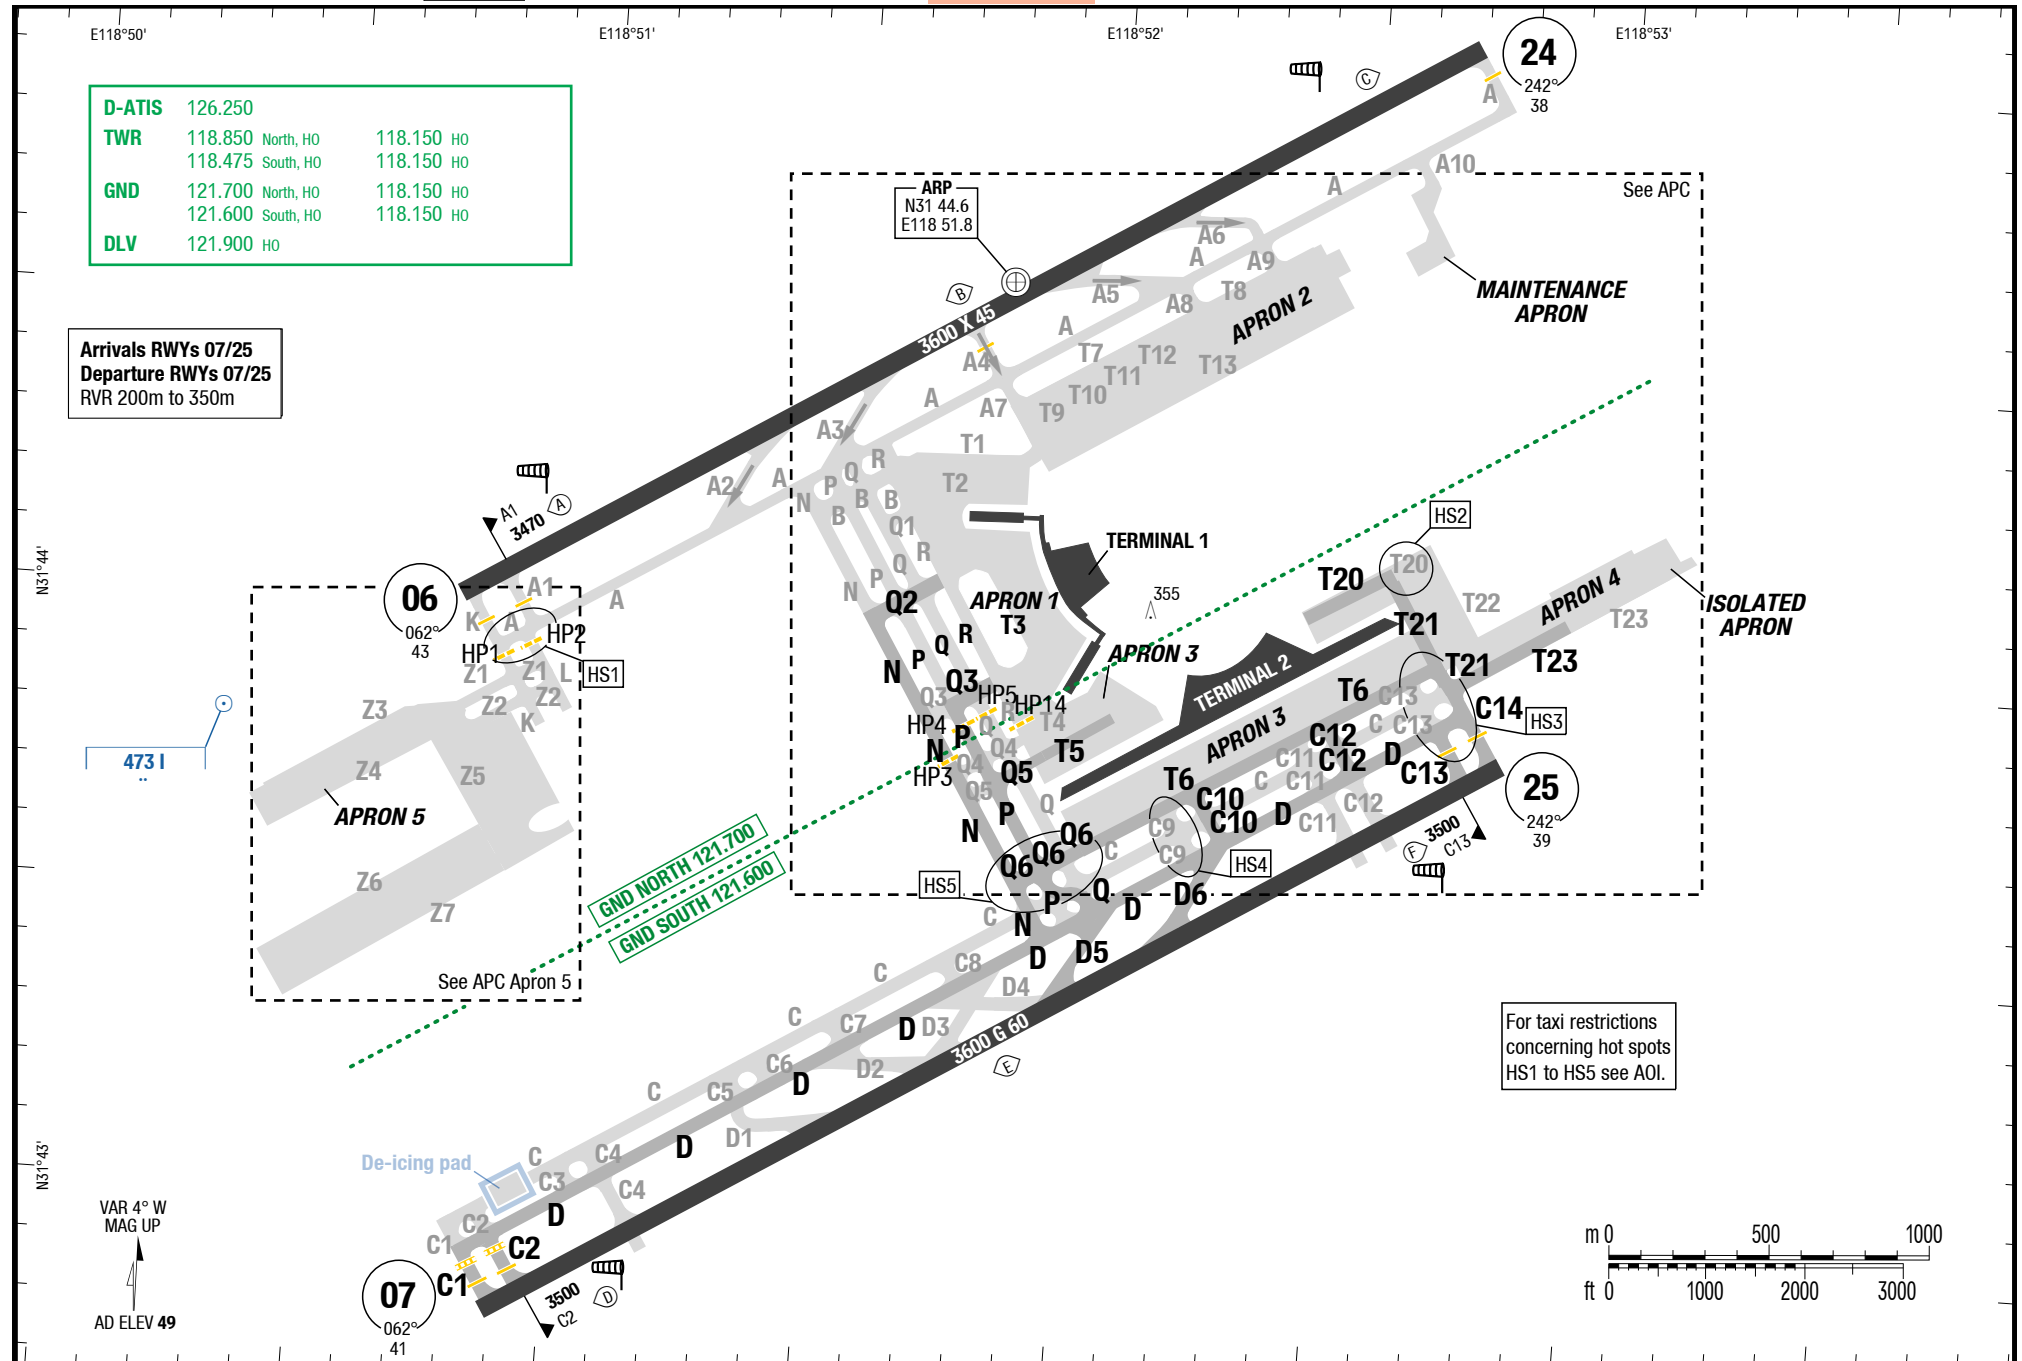 E118°50'
E118°51'
E118°52'
E118°53'
24
242°
38
C
A
D-ATIS 126.250
TWR 118.850 North, HO 118.150 HO
118.475 South, HO 118.150 HO
GND 121.700 North, HO 118.150 HO
121.600 South, HO 118.150 HO
DLV 121.900 HO
A10
See APC
A
ARP
N31 44.6
E118 51.8
A6
A
A9
MAINTENANCE
APRON
B
A5
A8
T8
APRON 2
3600 X 45
A
Arrivals RWYs 07/25
Departure RWYs 07/25
RVR 200m to 350m
A4
T7
T12
T11
T13
T10
A
A7
T9
A3
T1
R
Q
A2
A
P
T2
N
B
B
B
A1
3470
A
Q1
HS2
TERMINAL 1
R
Q
T20
T20
P
N31°44'
06
062°
43
A1
A
N
Q2
APRON 1
T3
355
T22
APRON 4
T23
ISOLATED
APRON
K
A
HP2
HP1
R
Q
P
N
T21
APRON 3
T21
T23
Z1
Z1
L
HS1
TERMINAL 2
Q3
Q3
HP5
T6
C13
Z2
Z2
K
Z3
R
HP14
C14
HS3
HP4
P
Q
T4
C
C13
C12
APRON 3
N
Q4
T5
C12
D
473 I
Z4
Z5
HP3
Q4
Q5
C11
C13
Q5
T6
C
C11
25
242°
39
APRON 5
P
Q
C10
C10
D
C12
C11
N
Q6
C9
3500
C13
F
GND NORTH 121.700
GND SOUTH 121.600
Q6
Q6
C
C9
HS4
Z6
HS5
Q
D6
Z7
P
D
C
N
D
D5
See APC Apron 5
C
C8
D4
C
C7
D
D3
3600 G 60
For taxi restrictions
concerning hot spots
HS1 to HS5 see AOI.
C6
D2
E
C
C5
D
D1
D
De-icing pad
C
C4
C3
C4
N31°43'
D
C2
C1
C2
C1
VAR 4° W
MAG UP
AD ELEV 49
07
062°
41
3500
C2
D
m 0 500 1000
ft 0 1000 2000 3000